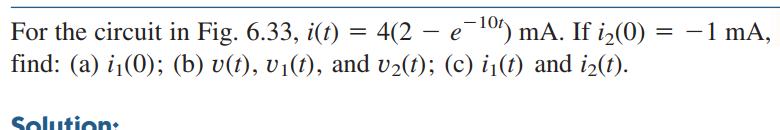 For the circuit in Fig. 6.33, i(t) = 4(2 − e⁻¹⁰ᵗ) mA. If i₂(0) = −1 mA,
find: (a) i₁(0); (b) v(t), v₁(t), and v₂(t); (c) i₁(t) and i₂(t).
Solution: